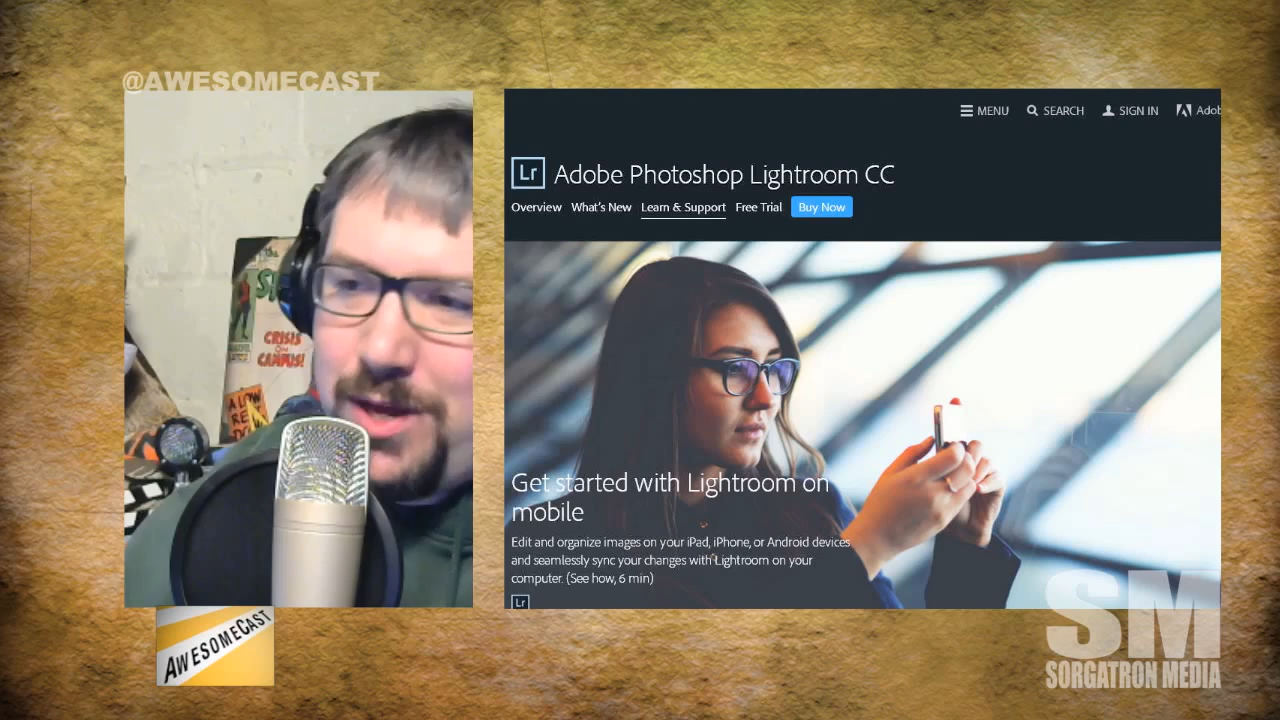 @AWESOMECAST
MENU SEARCH SIGN IN Adob
Lr Adobe Photoshop Lightroom CC
Overview What's New Learn & Support Free Trial Buy Now
the
CRISIS
ON
CAMPUS!
Get started with Lightroom on
mobile
Edit and organize images on your iPad, iPhone, or Android devices
and seamlessly sync your changes with Lightroom on your
computer. (See how, 6 min)
Lr
AWESOMECAST
SM
SORGATRON MEDIA